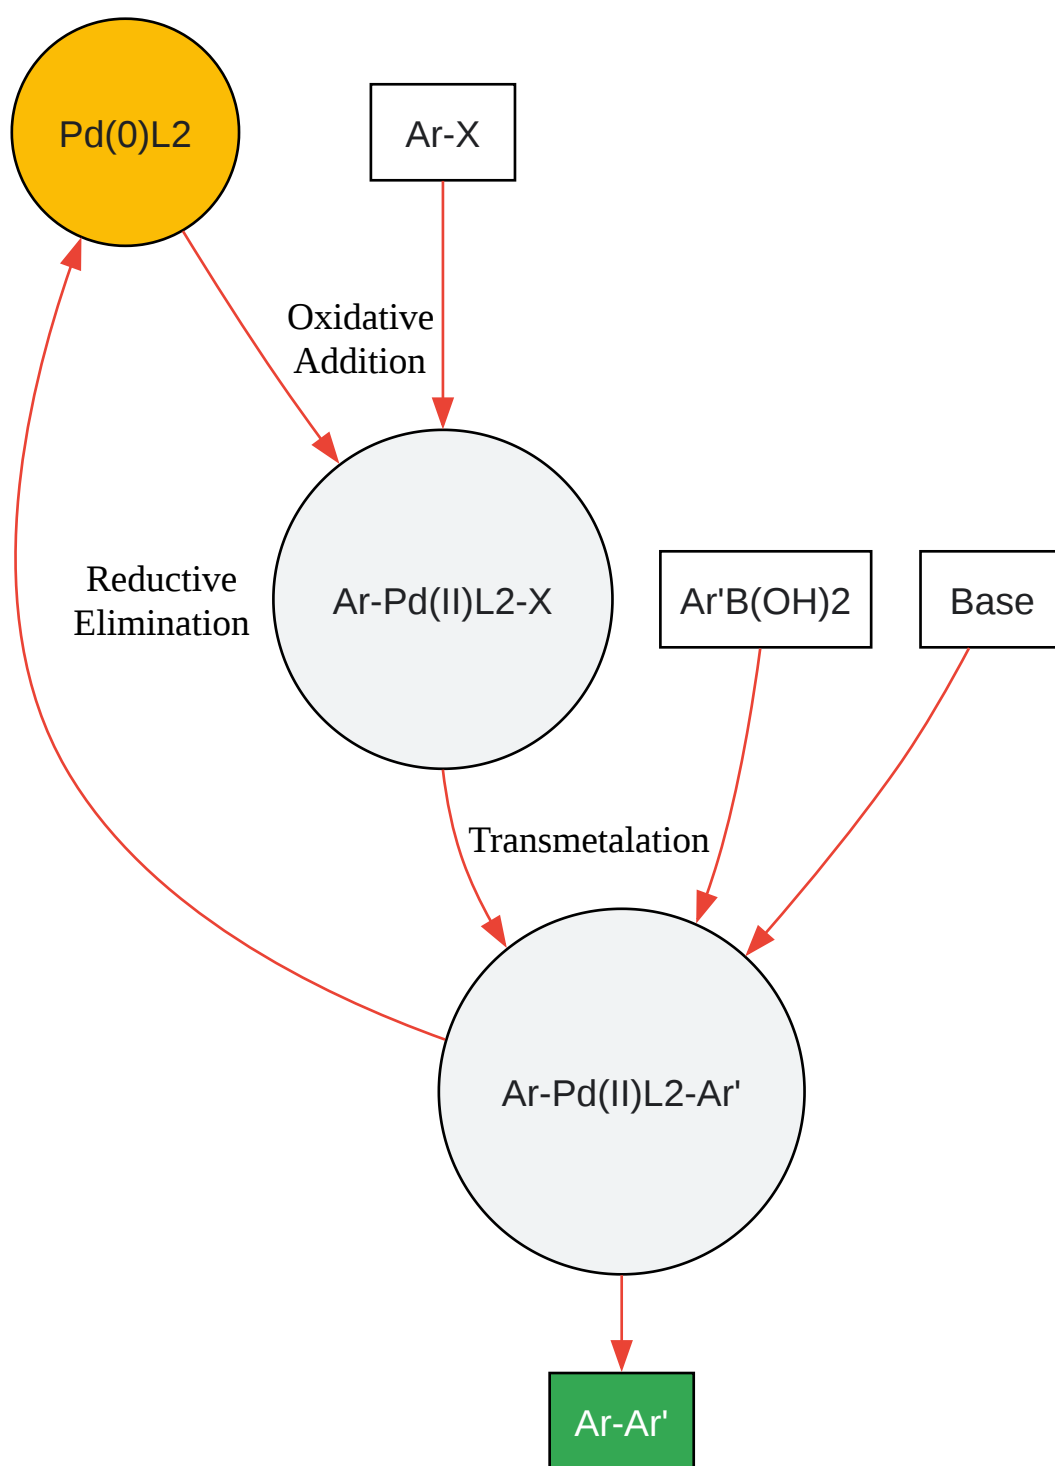 Pd(0)L2
Ar-X
Oxidative
Addition
Reductive
Elimination
Ar-Pd(II)L2-X
Ar'B(OH)2
Base
Transmetalation
Ar-Pd(II)L2-Ar'
Ar-Ar'